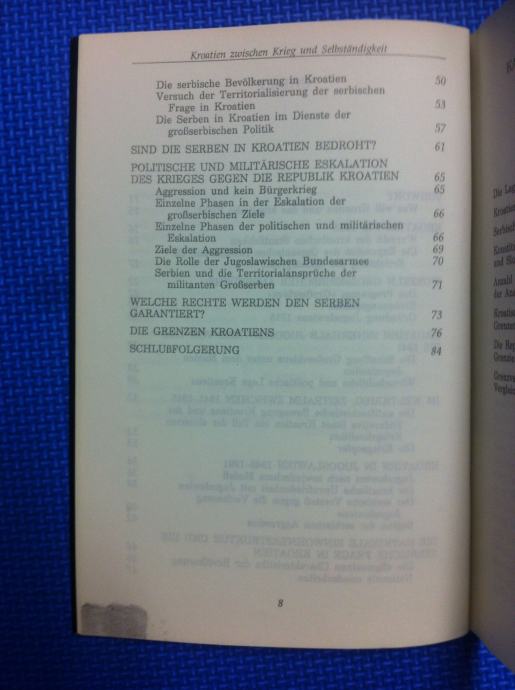 Kroatien zwischen Krieg und Selbständigkeit
Die serbische Bevölkerung in Kroatien 50
Versuch der Territorialisierung der serbischen
Frage in Kroatien 53
Die Serben in Kroatien im Dienste der
großserbischen Politik 57
SIND DIE SERBEN IN KROATIEN BEDROHT? 61
POLITISCHE UND MILITÄRISCHE ESKALATION
DES KRIEGES GEGEN DIE REPUBLIK KROATIEN 65
Aggression und kein Bürgerkrieg 65
Einzelne Phasen in der Eskalation der
großserbischen Ziele 66
Einzelne Phasen der politischen und militärischen
Eskalation 66
Ziele der Aggression 69
Die Rolle der Jugoslawischen Bundesarmee 70
Serbien und die Territorialansprüche der
militanten Großserben 71
WELCHE RECHTE WERDEN DEN SERBEN
GARANTIERT? 73
DIE GRENZEN KROATIENS 76
SCHLUßFOLGERUNG 84
8